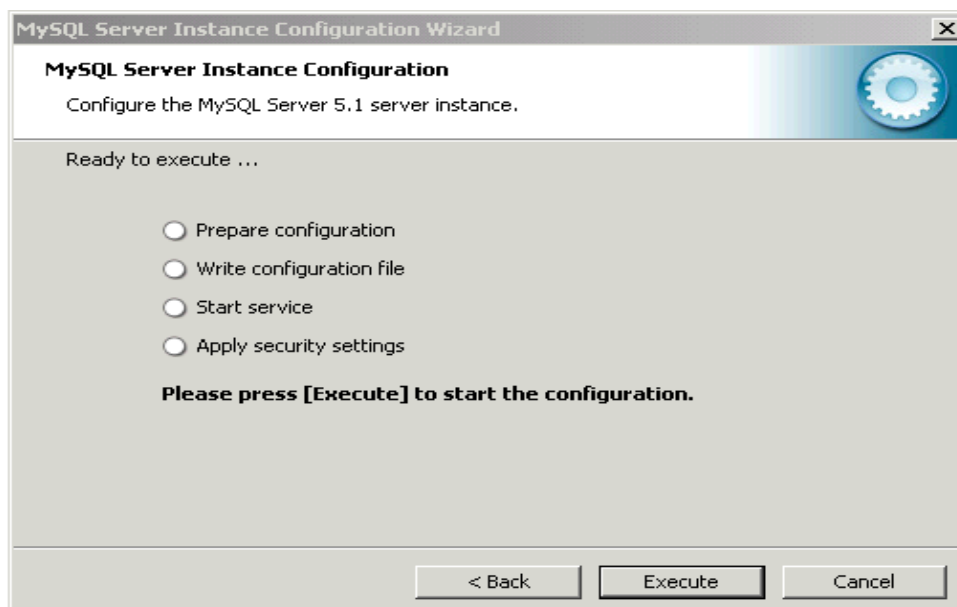 MySQL Server Instance Configuration Wizard
MySQL Server Instance Configuration
Configure the MySQL Server 5.1 server instance.
Ready to execute ...
Prepare configuration
Write configuration file
Start service
Apply security settings
Please press [Execute] to start the configuration.
< Back
Execute
Cancel